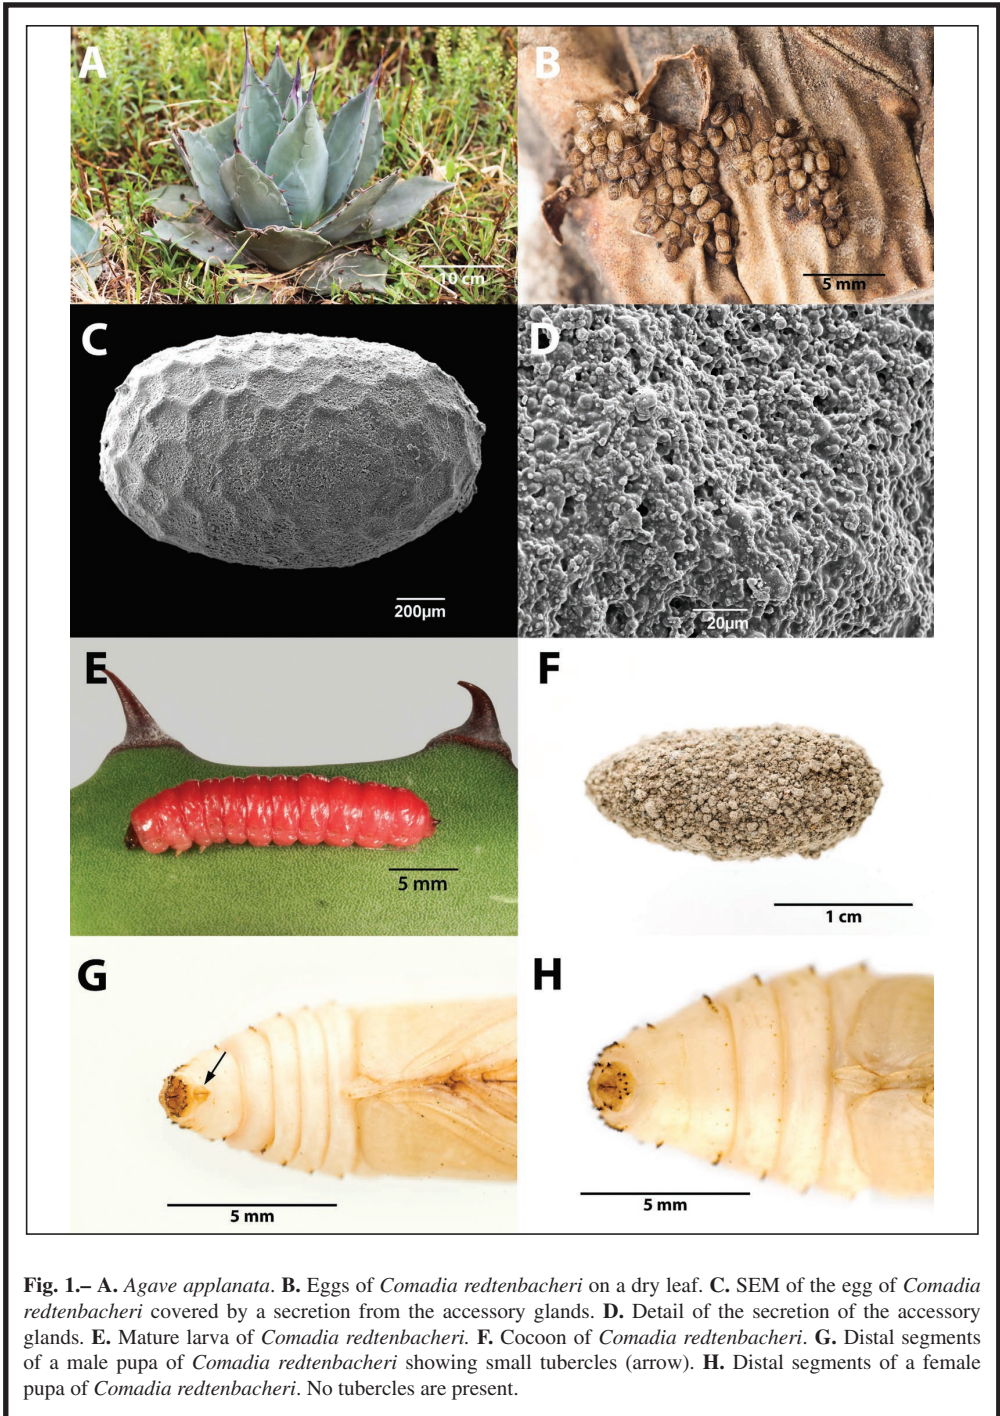 A
B
10 cm
5 mm
C
D
200µm
20µm
E
F
5 mm
1 cm
G
H
5 mm
5 mm
Fig. 1.– A. Agave applanata. B. Eggs of Comadia redtenbacheri on a dry leaf. C. SEM of the egg of Comadia
redtenbacheri covered by a secretion from the accessory glands. D. Detail of the secretion of the accessory
glands. E. Mature larva of Comadia redtenbacheri. F. Cocoon of Comadia redtenbacheri. G. Distal segments
of a male pupa of Comadia redtenbacheri showing small tubercles (arrow). H. Distal segments of a female
pupa of Comadia redtenbacheri. No tubercles are present.